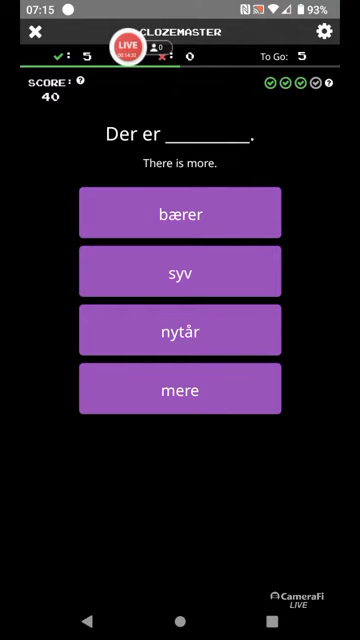 07:15 93%
CLOZEMASTER
LIVE 0
: 5 : 0 To Go: 5
SCORE: ?
40 ?
Der er _________.
There is more.
bærer
syv
nytår
mere
CameraFi
LIVE